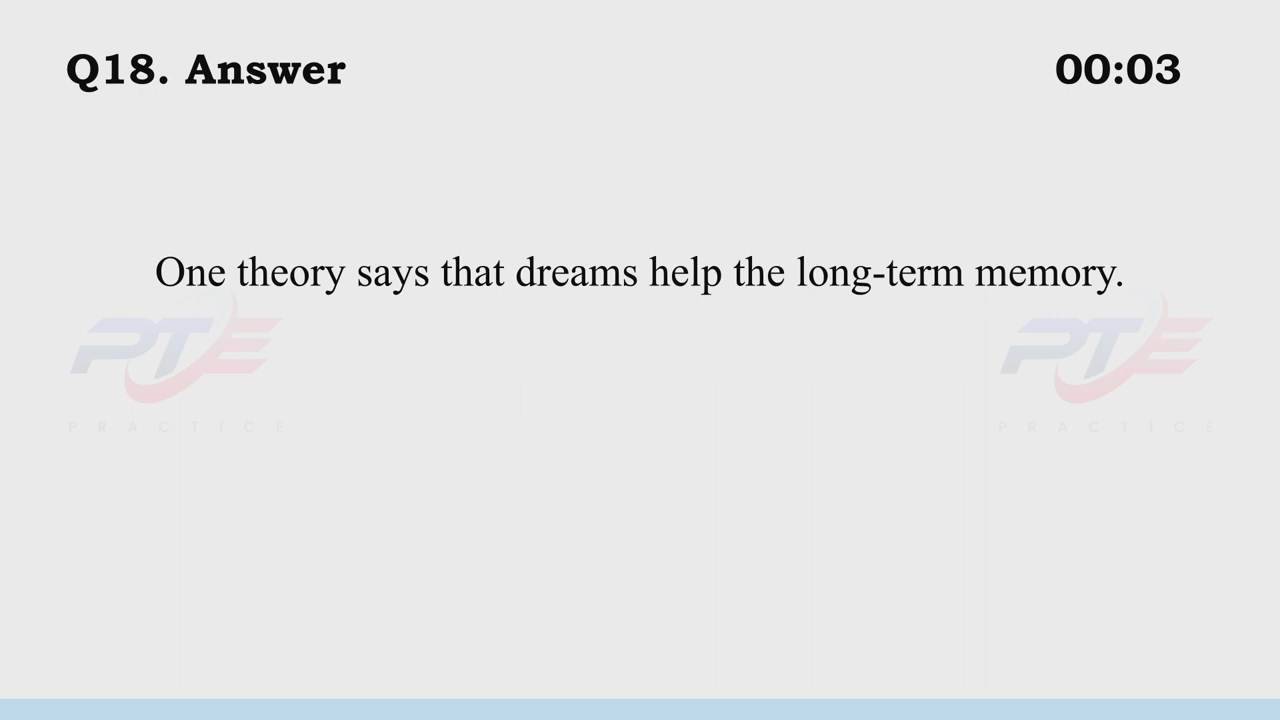 Q18. Answer 00:03
One theory says that dreams help the long-term memory.
PTE PTE
PRACTICE PRACTICE